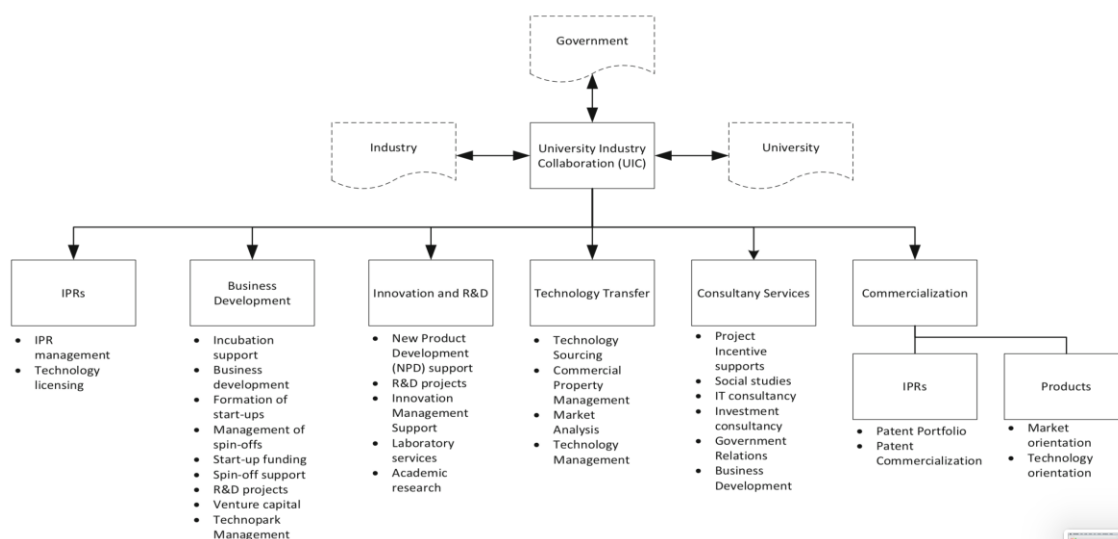 Government
Industry
University Industry
Collaboration (UIC)
University
IPRs
Business
Development
Innovation and R&D
Technology Transfer
Consultany Services
Commercialization
• IPR
management
• Technology
licensing
• Incubation
support
• Business
development
• Formation of
start-ups
• Management of
spin-offs
• Start-up funding
• Spin-off support
• R&D projects
• Venture capital
• Technopark
Management
• New Product
Development
(NPD) support
• R&D projects
• Innovation
Management
Support
• Laboratory
services
• Academic
research
• Technology
Sourcing
• Commercial
Property
Management
• Market
Analysis
• Technology
Management
• Project
Incentive
supports
• Social studies
• IT consultancy
• Investment
consultancy
• Government
Relations
• Business
Development
IPRs
Products
• Patent Portfolio
• Patent
Commercialization
• Market
orientation
• Technology
orientation